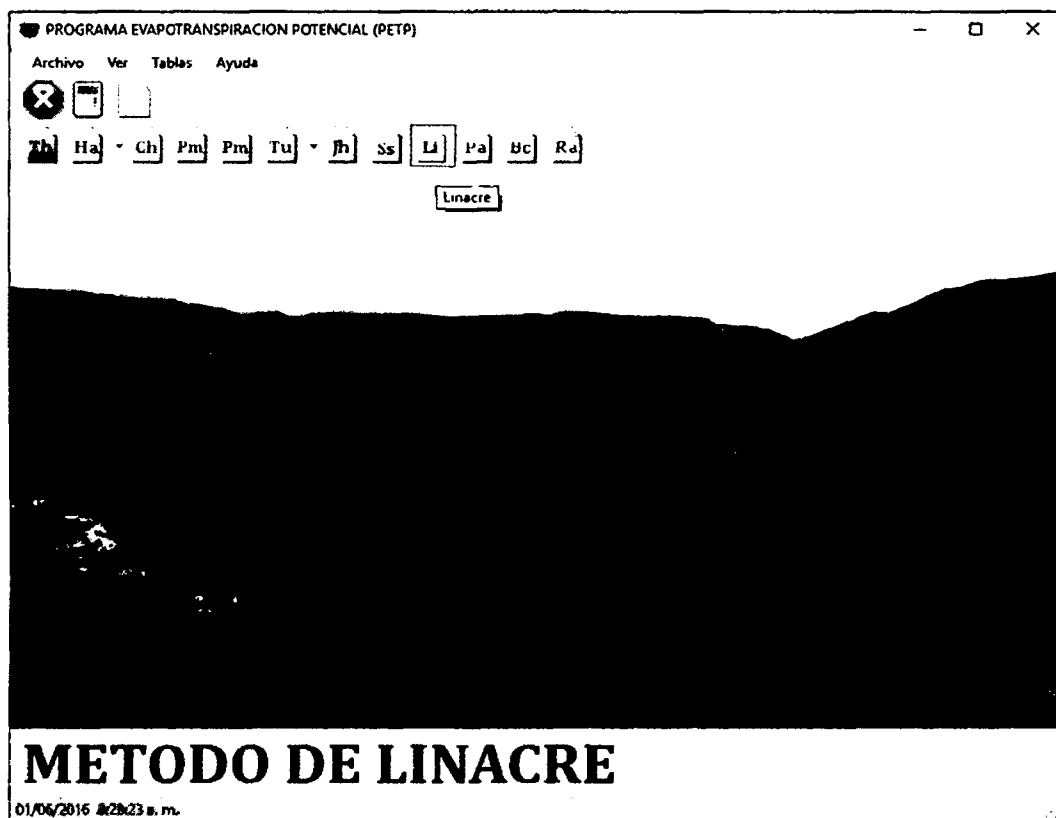 PROGRAMA EVAPOTRANSPIRACION POTENCIAL (PETP)
Archivo Ver Tablas Ayuda
Th Ha Ch Pm Pm Tu Jh Ss Li Pa Bc Ra
Linacre
METODO DE LINACRE
01/06/2016 a. m.